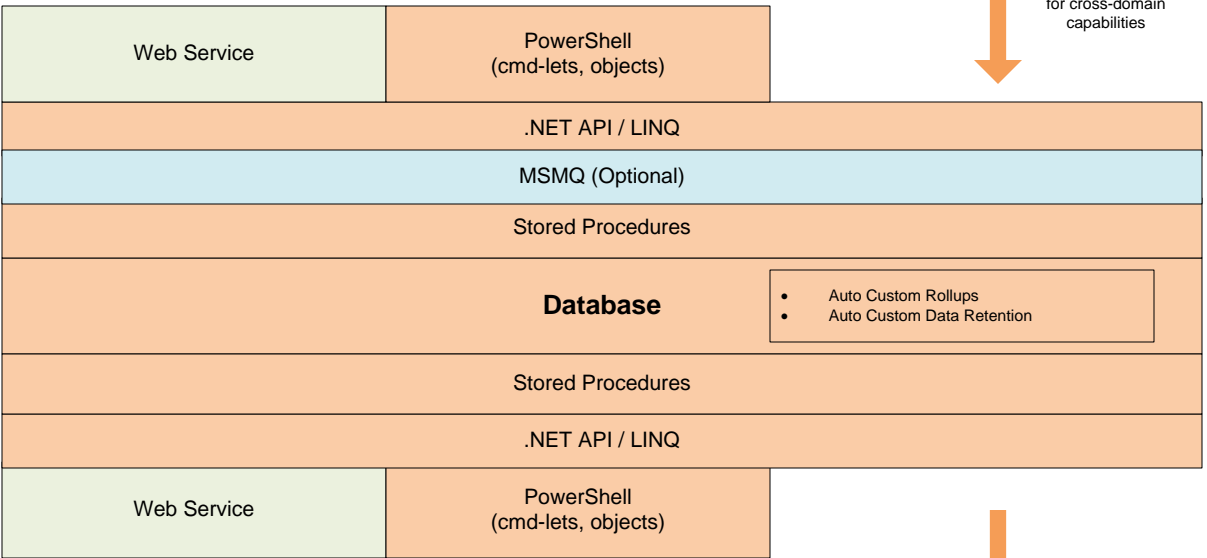 for cross-domain
capabilities
Web Service
PowerShell
(cmd-lets, objects)
.NET API / LINQ
MSMQ (Optional)
Stored Procedures
Database
• Auto Custom Rollups
• Auto Custom Data Retention
Stored Procedures
.NET API / LINQ
Web Service
PowerShell
(cmd-lets, objects)